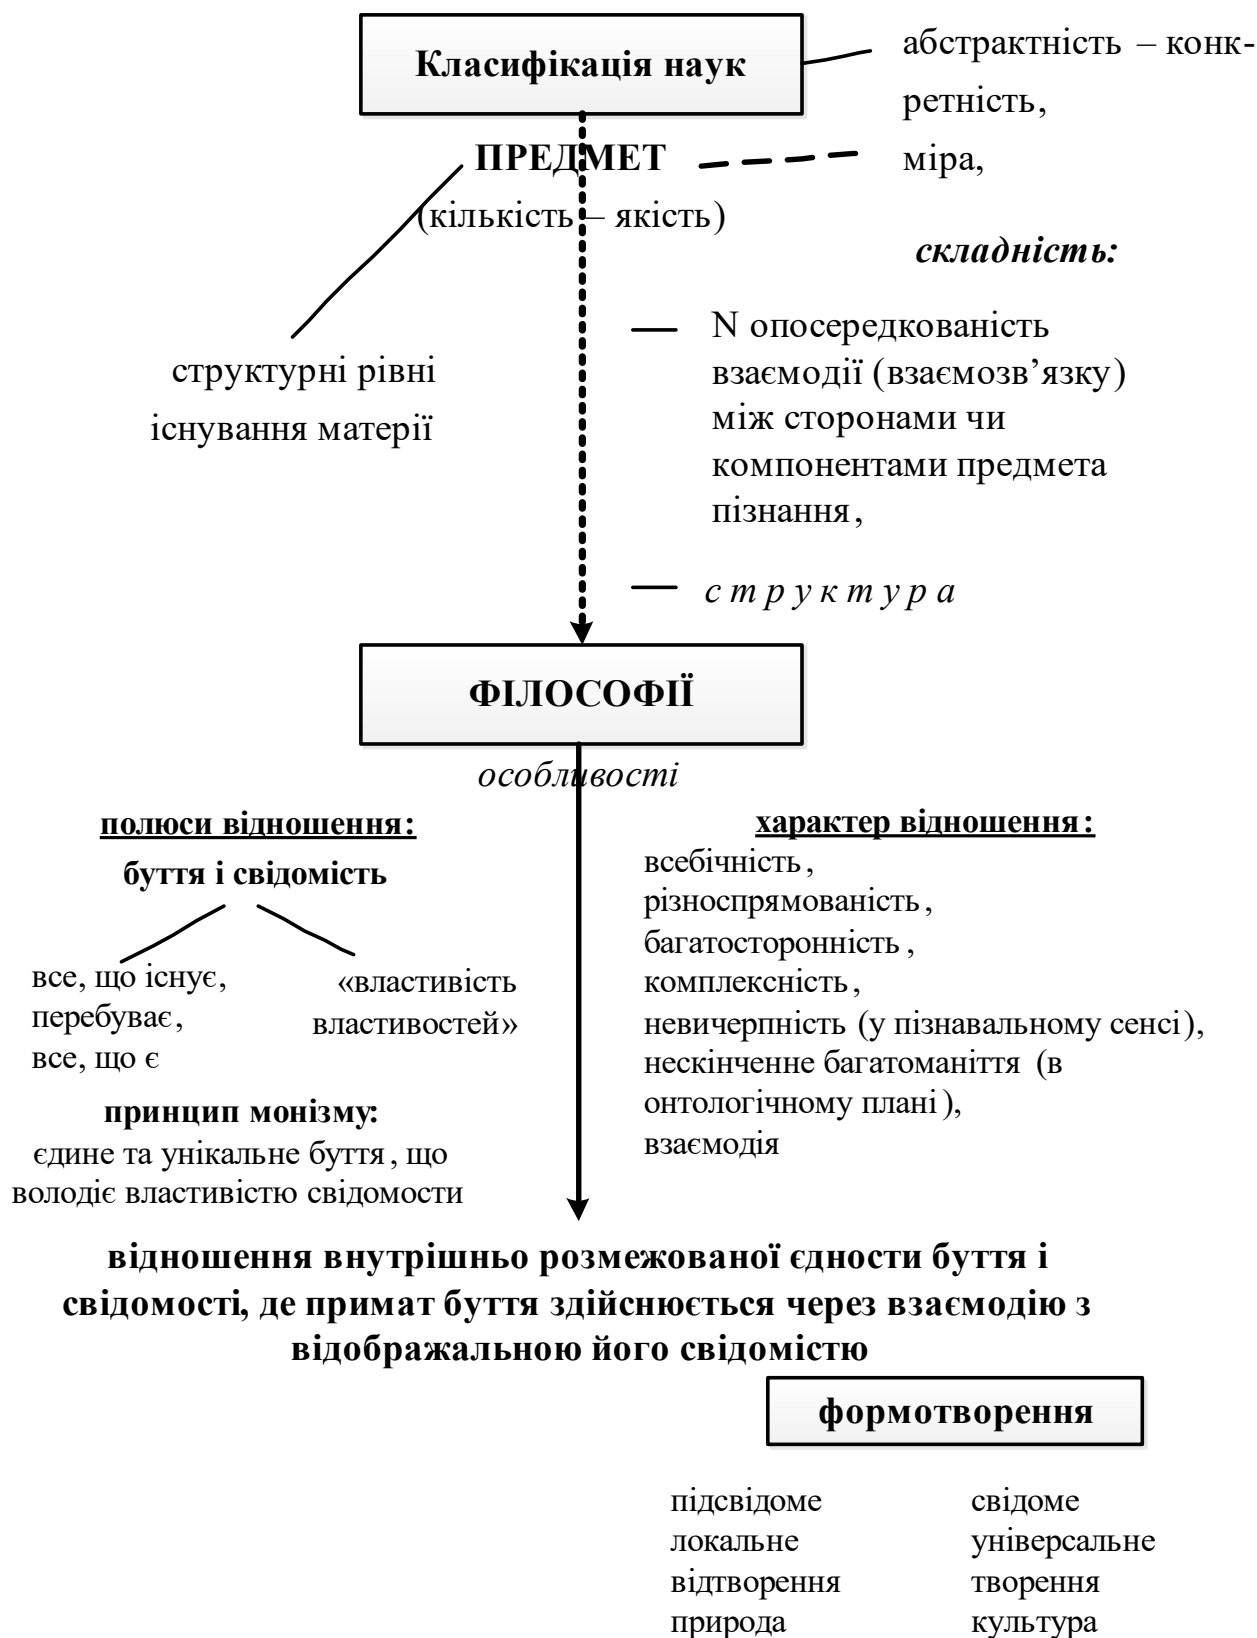 Класифікація наук
абстрактність – конк-
ретність,
міра,
ПРЕДМЕТ
(кількість – якість)
складність:
структурні рівні
існування матерії
N опосередкованість
взаємодії (взаємозв’язку)
між сторонами чи
компонентами предмета
пізнання,
с т р у к т у р а
ФІЛОСОФІЇ
особливості
полюси відношення:
буття і свідомість
все, що існує,
перебуває,
все, що є
«властивість
властивостей»
принцип монізму:
єдине та унікальне буття, що
володіє властивістю свідомости
характер відношення:
всебічність,
різноспрямованість,
багатосторонність,
комплексність,
невичерпність (у пізнавальному сенсі),
нескінченне багатоманіття (в
онтологічному плані),
взаємодія
відношення внутрішньо розмежованої єдности буття і
свідомості, де примат буття здійснюється через взаємодію з
відображальною його свідомістю
формотворення
підсвідоме свідоме
локальне універсальне
відтворення творення
природа культура